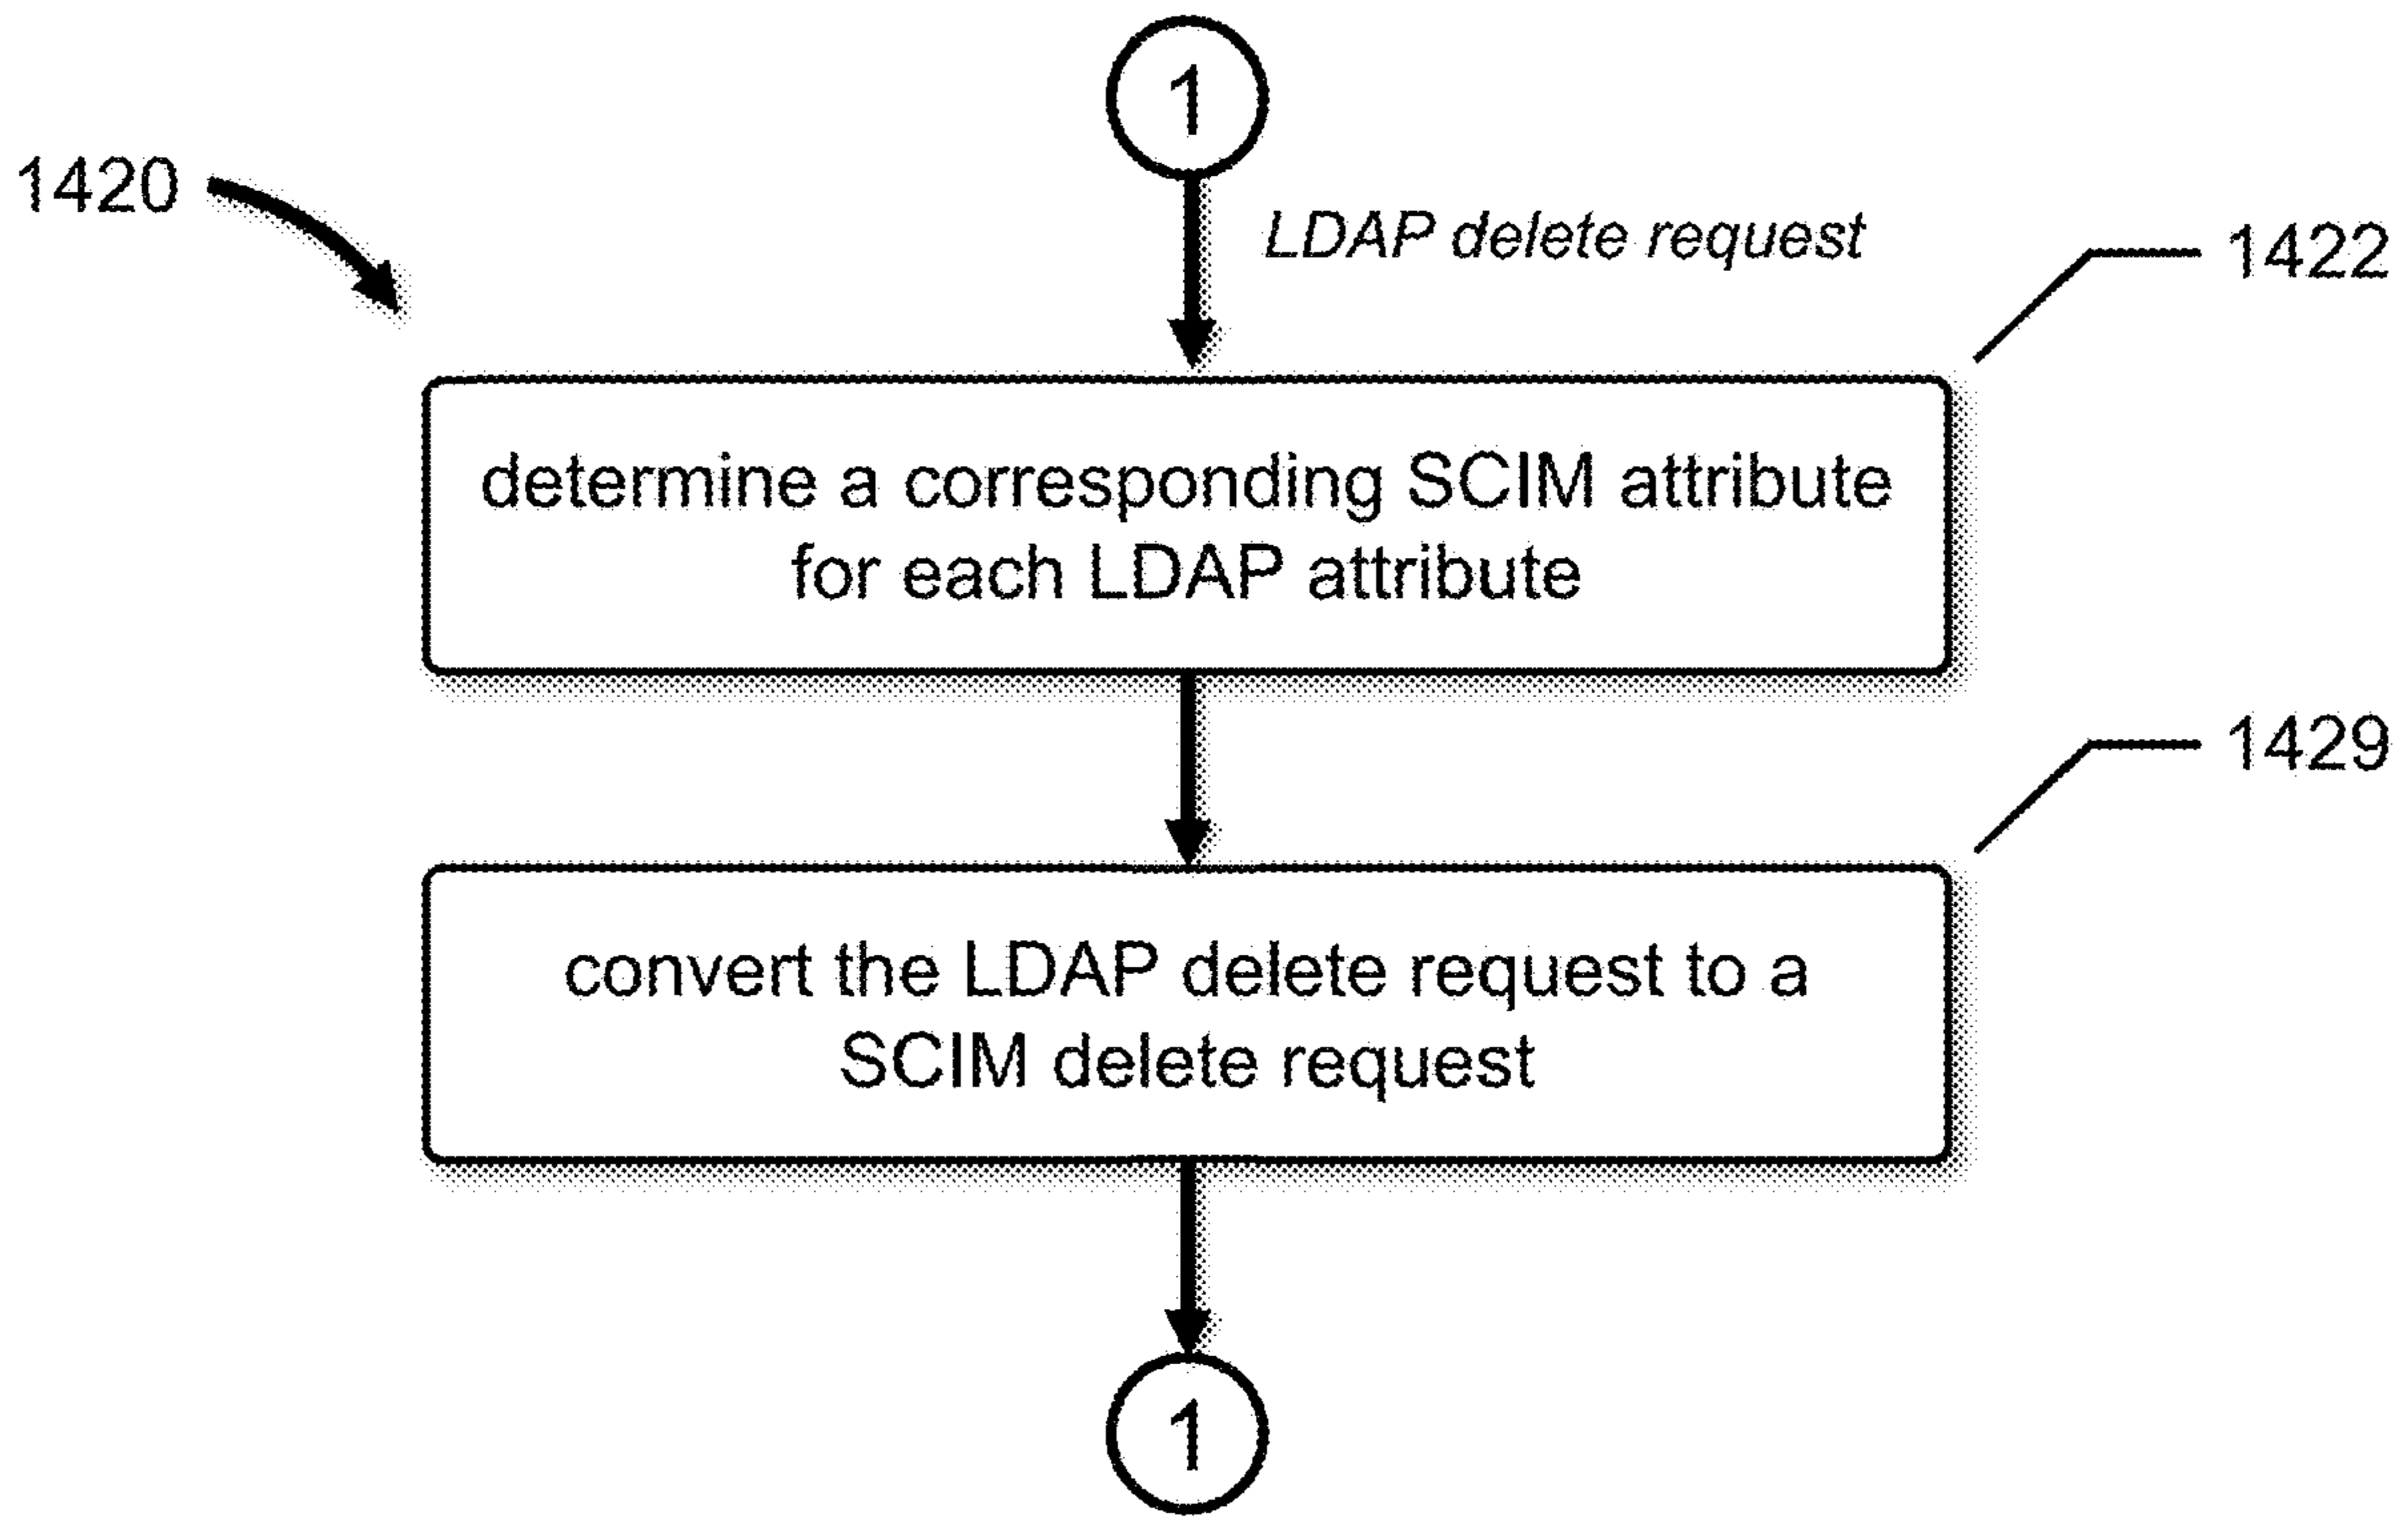 1
1420
LDAP delete request
1422
determine a corresponding SCIM attribute
for each LDAP attribute
1429
convert the LDAP delete request to a
SCIM delete request
1